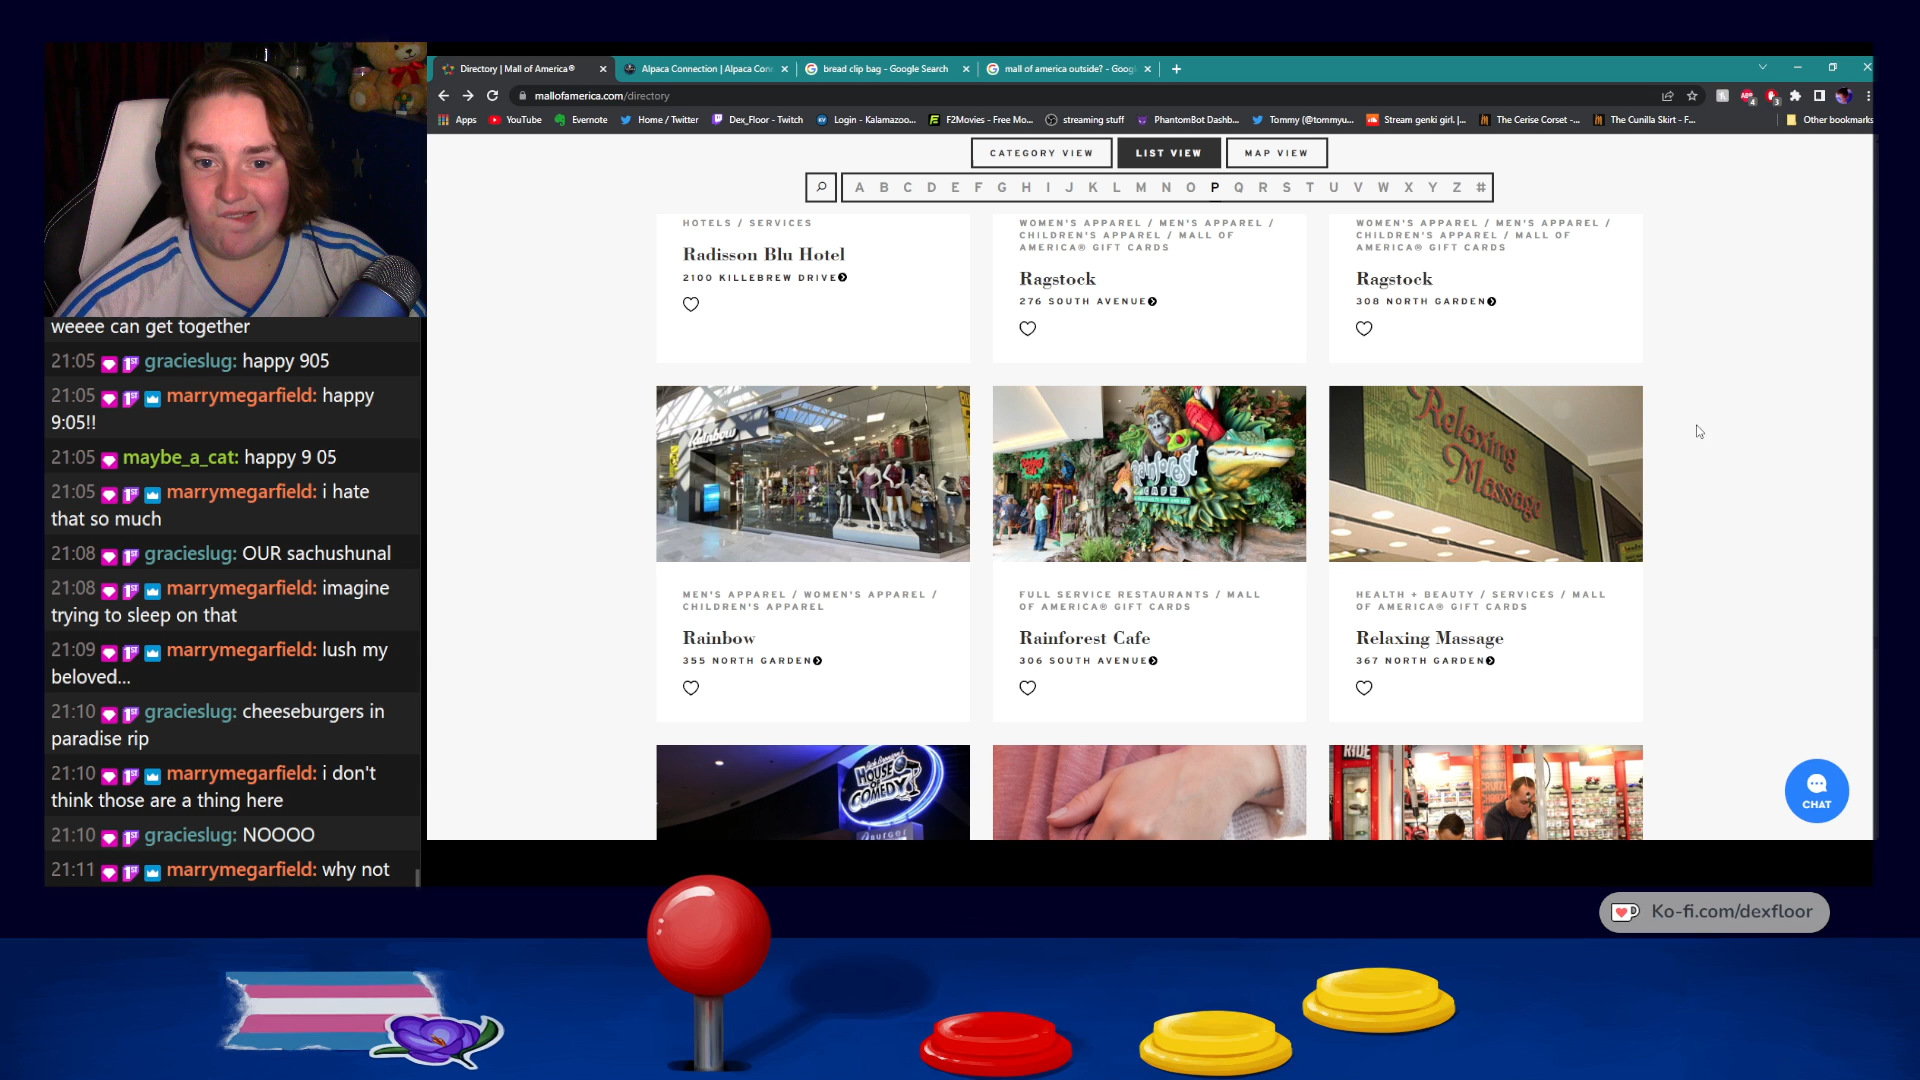 weeee can get together
21:05 gracieslug: happy 905
21:05 marrymegarfield: happy
9:05!!
21:05 maybe_a_cat: happy 9 05
21:05 marrymegarfield: i hate
that so much
21:08 gracieslug: OUR sachushunal
21:08 marrymegarfield: imagine
trying to sleep on that
21:09 marrymegarfield: lush my
beloved...
21:10 gracieslug: cheeseburgers in
paradise rip
21:10 marrymegarfield: i don't
think those are a thing here
21:10 gracieslug: NOOOO
21:11 marrymegarfield: why not
Directory | Mall of America®
Alpaca Connection | Alpaca Conn
bread clip bag - Google Search
mall of america outside? - Goog
mallofamerica.com/directory
Apps YouTube Evernote Home / Twitter Dex_Floor - Twitch Login - Kalamazoo... F2Movies - Free Mo... streaming stuff PhantomBot Dashb... Tommy (@tommyu... Stream genki girl. |... The Cerise Corset -... The Cunilla Skirt - F... Other bookmarks
CATEGORY VIEW LIST VIEW MAP VIEW
A B C D E F G H I J K L M N O P Q R S T U V W X Y Z #
HOTELS / SERVICES
Radisson Blu Hotel
2100 KILLEBREW DRIVE
WOMEN'S APPAREL / MEN'S APPAREL /
CHILDREN'S APPAREL / MALL OF
AMERICA® GIFT CARDS
Ragstock
276 SOUTH AVENUE
WOMEN'S APPAREL / MEN'S APPAREL /
CHILDREN'S APPAREL / MALL OF
AMERICA® GIFT CARDS
Ragstock
308 NORTH GARDEN
Rainbow
Rainforest
CAFE
Relaxing
Massage
MEN'S APPAREL / WOMEN'S APPAREL /
CHILDREN'S APPAREL
Rainbow
355 NORTH GARDEN
FULL SERVICE RESTAURANTS / MALL
OF AMERICA® GIFT CARDS
Rainforest Cafe
306 SOUTH AVENUE
HEALTH + BEAUTY / SERVICES / MALL
OF AMERICA® GIFT CARDS
Relaxing Massage
367 NORTH GARDEN
HOUSE
OF
COMEDY
BURGER
RIDE
CHAT
Ko-fi.com/dexfloor